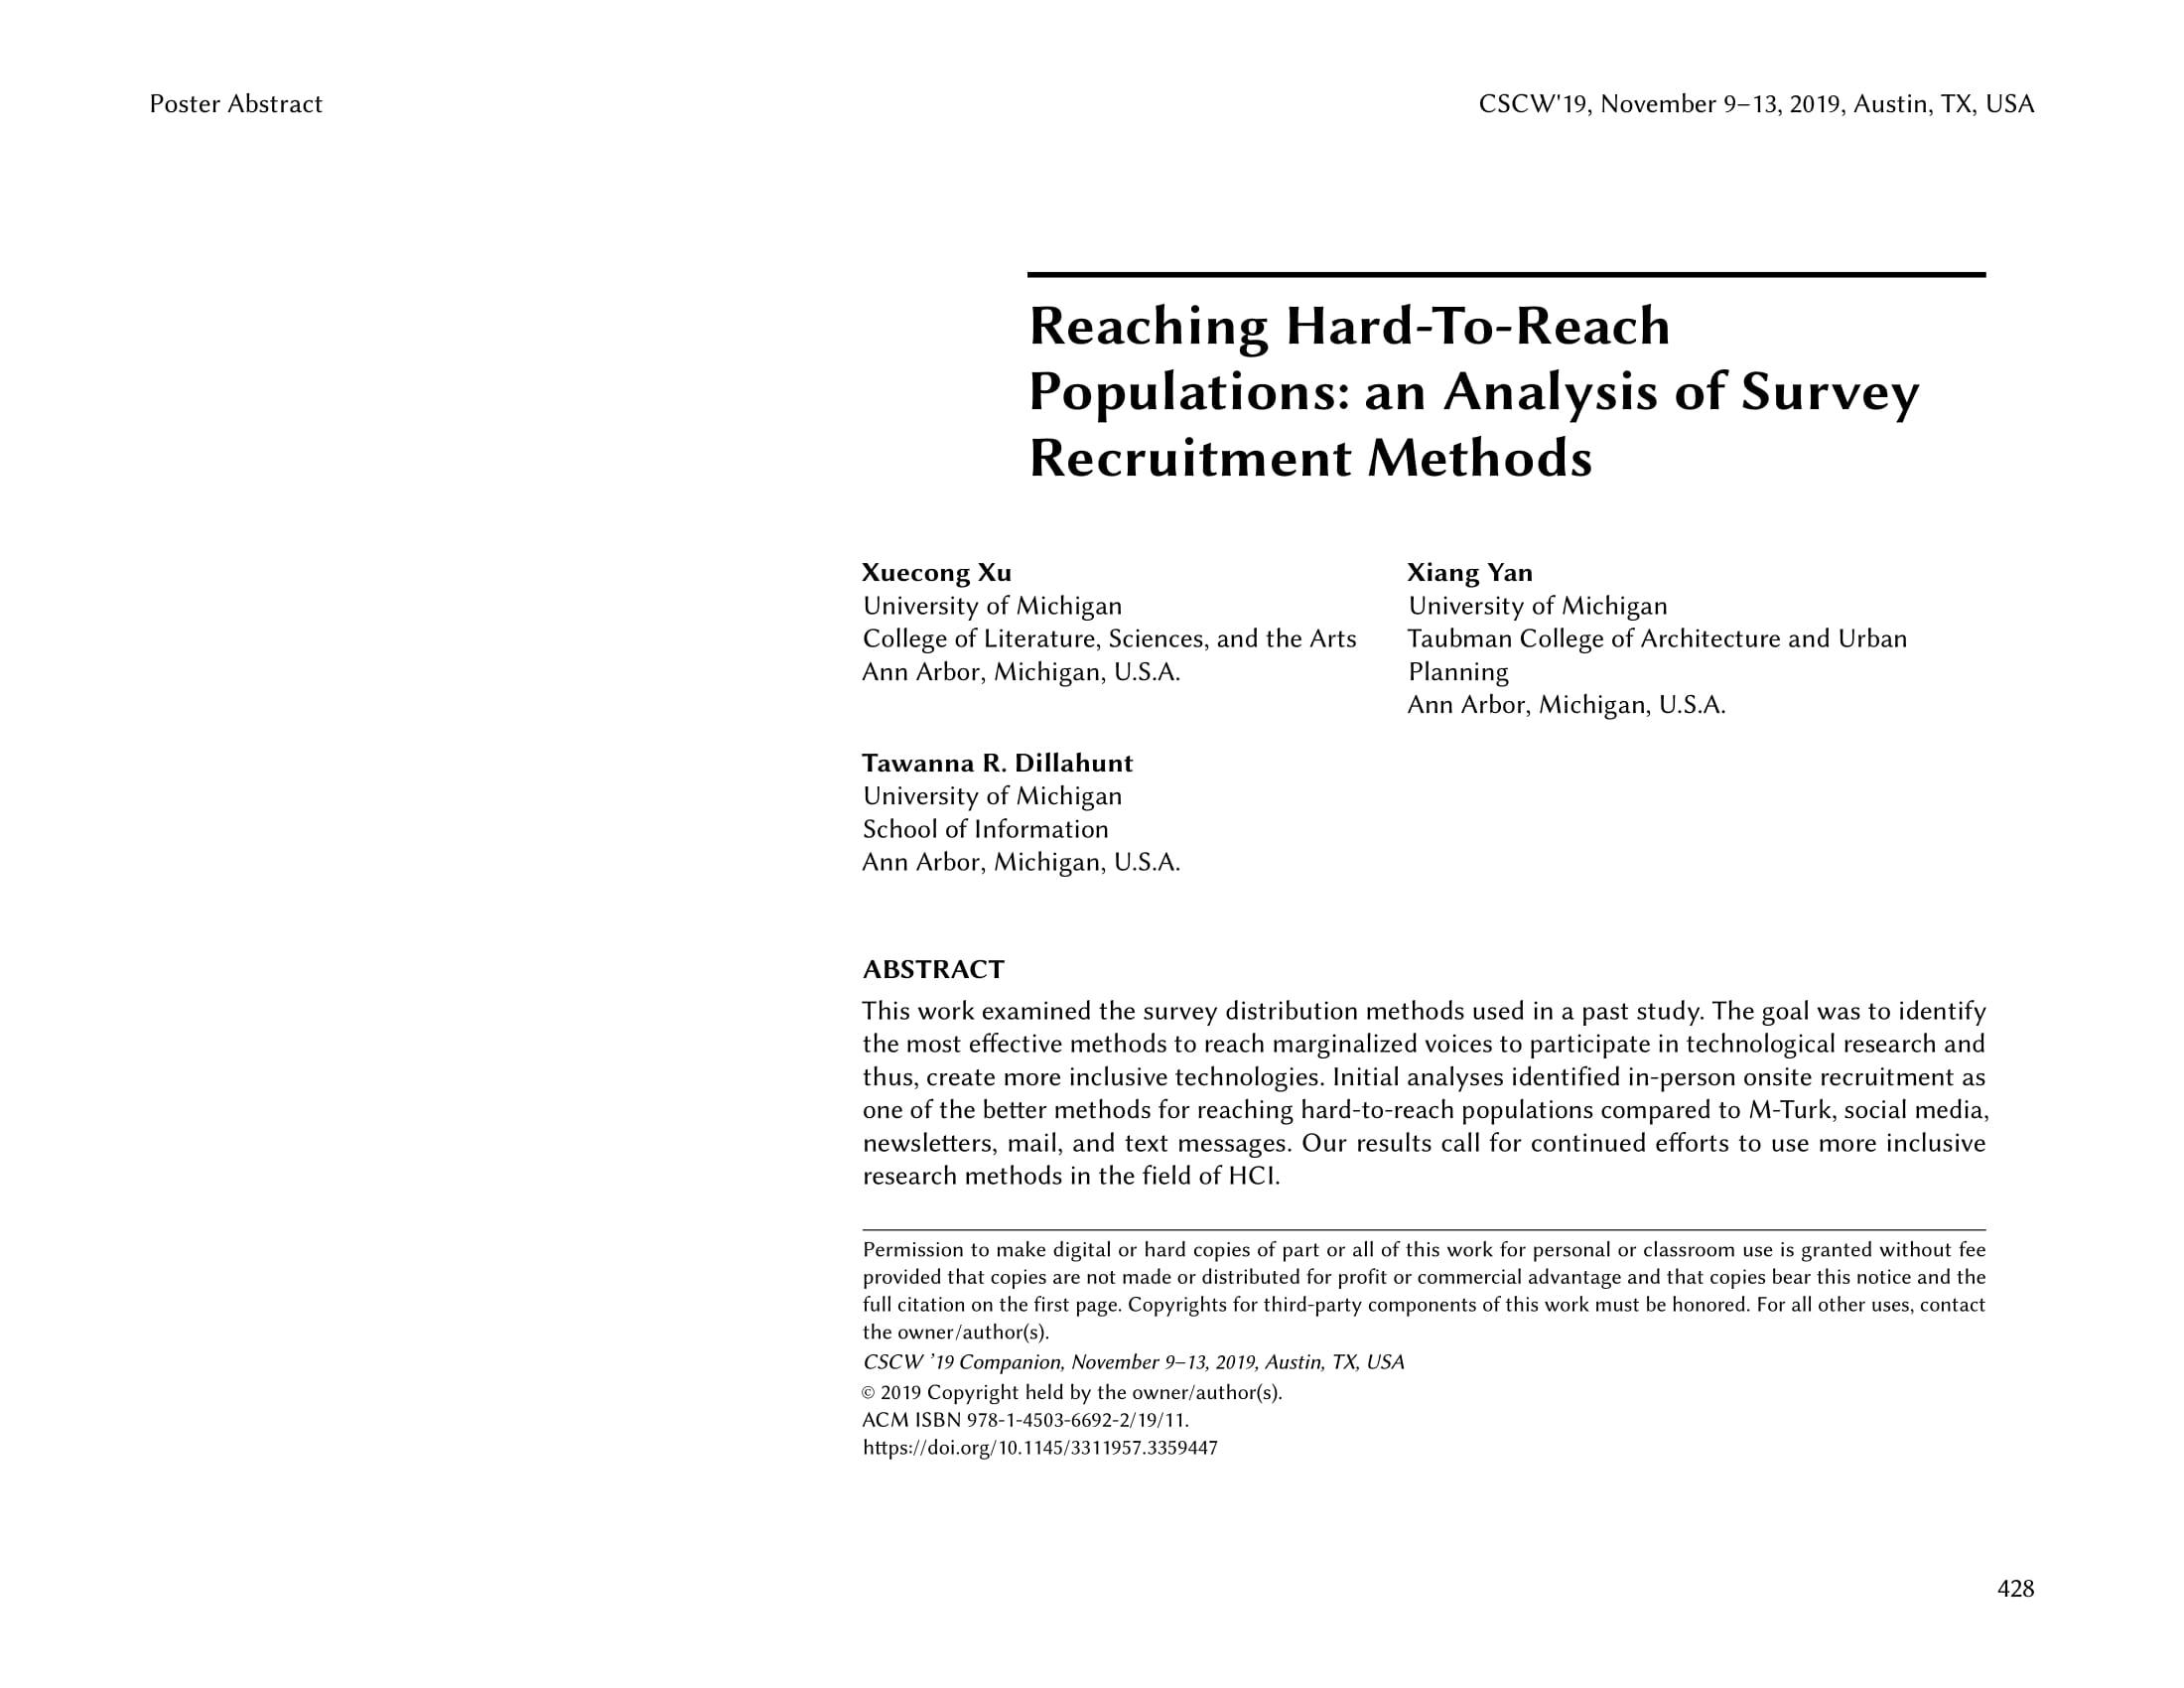 Poster Abstract
CSCW'19, November 9–13, 2019, Austin, TX, USA
Reaching Hard-To-Reach
Populations: an Analysis of Survey
Recruitment Methods
Xuecong Xu
University of Michigan
College of Literature, Sciences, and the Arts
Ann Arbor, Michigan, U.S.A.
Xiang Yan
University of Michigan
Taubman College of Architecture and Urban
Planning
Ann Arbor, Michigan, U.S.A.
Tawanna R. Dillahunt
University of Michigan
School of Information
Ann Arbor, Michigan, U.S.A.
ABSTRACT
This work examined the survey distribution methods used in a past study. The goal was to identify
the most effective methods to reach marginalized voices to participate in technological research and
thus, create more inclusive technologies. Initial analyses identified in-person onsite recruitment as
one of the better methods for reaching hard-to-reach populations compared to M-Turk, social media,
newsletters, mail, and text messages. Our results call for continued efforts to use more inclusive
research methods in the field of HCI.
Permission to make digital or hard copies of part or all of this work for personal or classroom use is granted without fee
provided that copies are not made or distributed for profit or commercial advantage and that copies bear this notice and the
full citation on the first page. Copyrights for third-party components of this work must be honored. For all other uses, contact
the owner/author(s).
CSCW ’19 Companion, November 9–13, 2019, Austin, TX, USA
© 2019 Copyright held by the owner/author(s).
ACM ISBN 978-1-4503-6692-2/19/11.
https://doi.org/10.1145/3311957.3359447
428